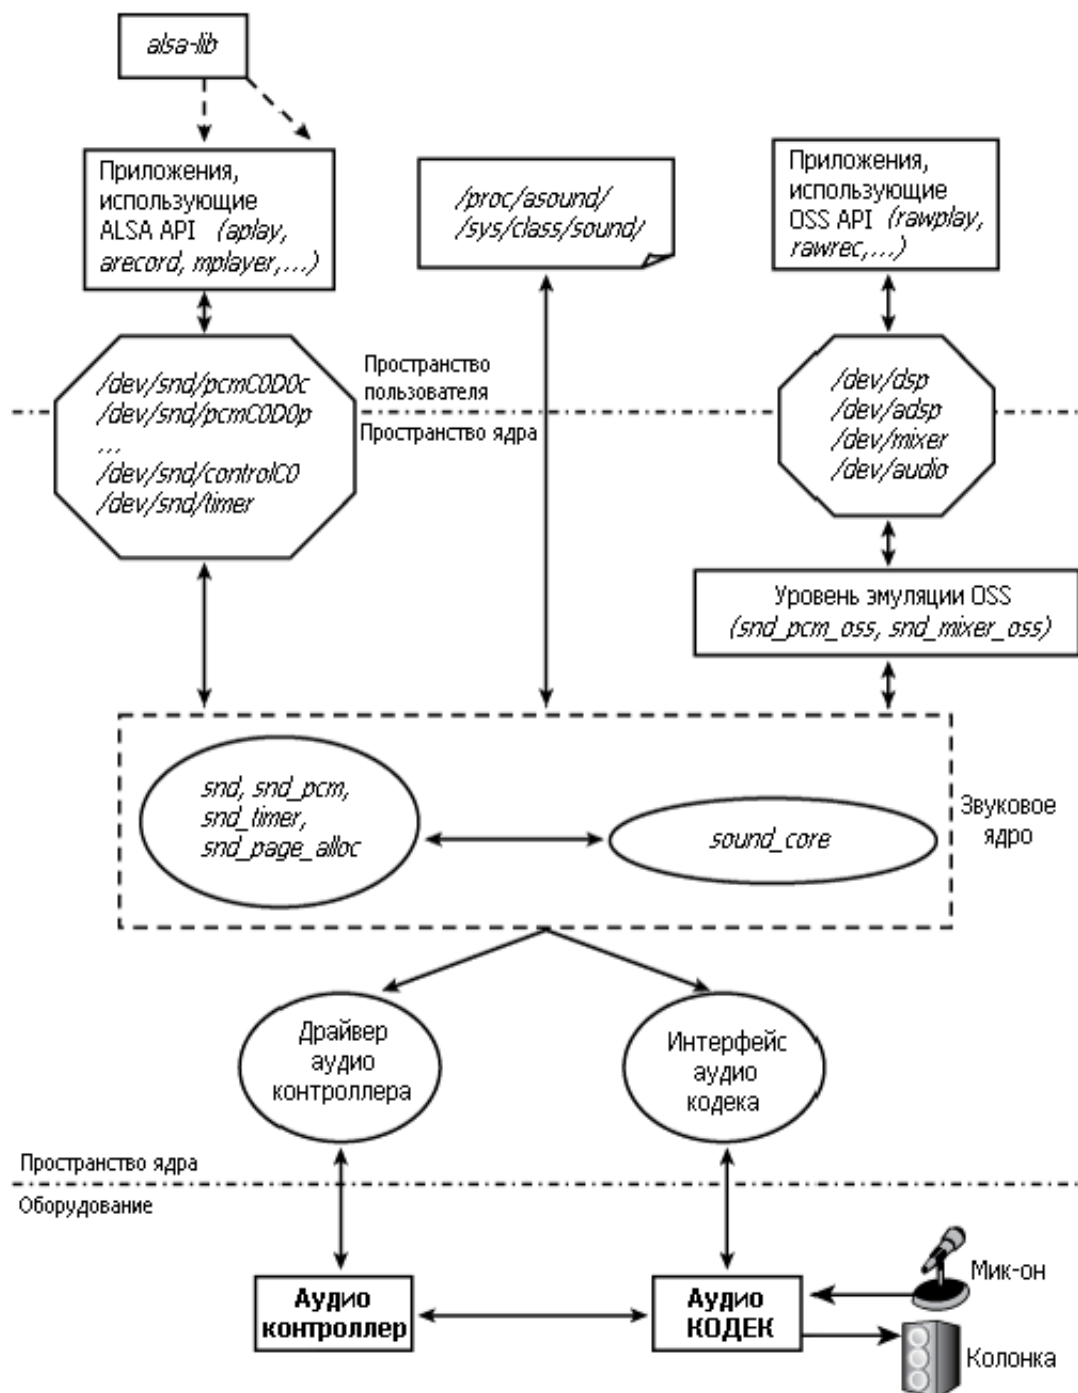 alsa-lib
Приложения,
использующие
ALSA API (aplay,
arecord, mplayer,...)
/proc/asound/
/sys/class/sound/
Приложения,
использующие
OSS API (rawplay,
rawrec,...)
/dev/snd/pcmC0D0c
/dev/snd/pcmC0D0p
...
/dev/snd/controlC0
/dev/snd/timer
Пространство
пользователя
Пространство ядра
/dev/dsp
/dev/adsp
/dev/mixer
/dev/audio
Уровень эмуляции OSS
(snd_pcm_oss, snd_mixer_oss)
snd, snd_pcm,
snd_timer,
snd_page_alloc
sound_core
Звуковое
ядро
Драйвер
аудио
контроллера
Интерфейс
аудио
кодека
Пространство ядра
Оборудование
Аудио
контроллер
Аудио
КОДЕК
Мик-он
Колонка